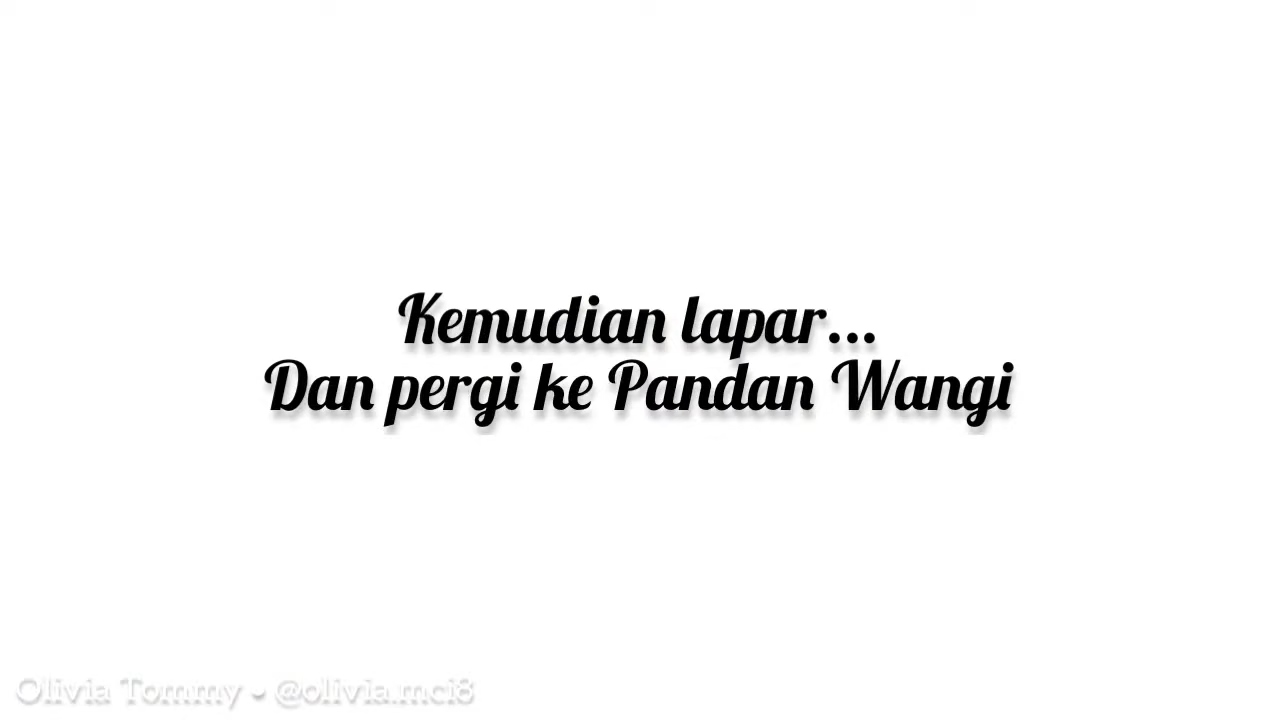 Kemudian lapar...
Dan pergi ke Pandan Wangi
Olivia Tommy • @olivia.mci8